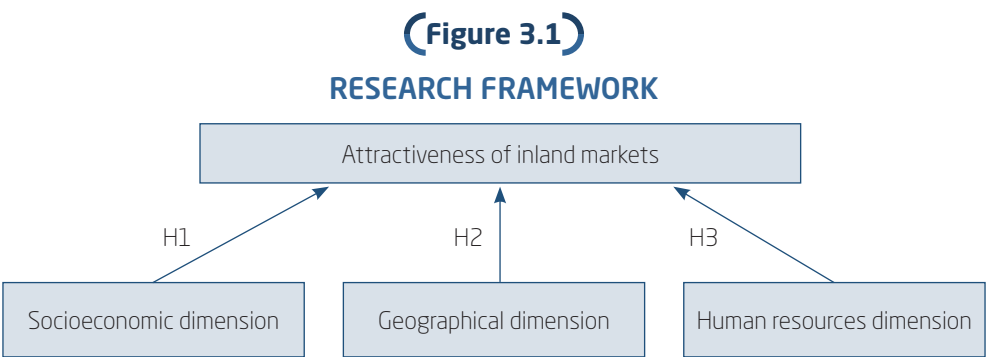 Figure 3.1
RESEARCH FRAMEWORK
Attractiveness of inland markets
H1
H2
H3
Socioeconomic dimension
Geographical dimension
Human resources dimension